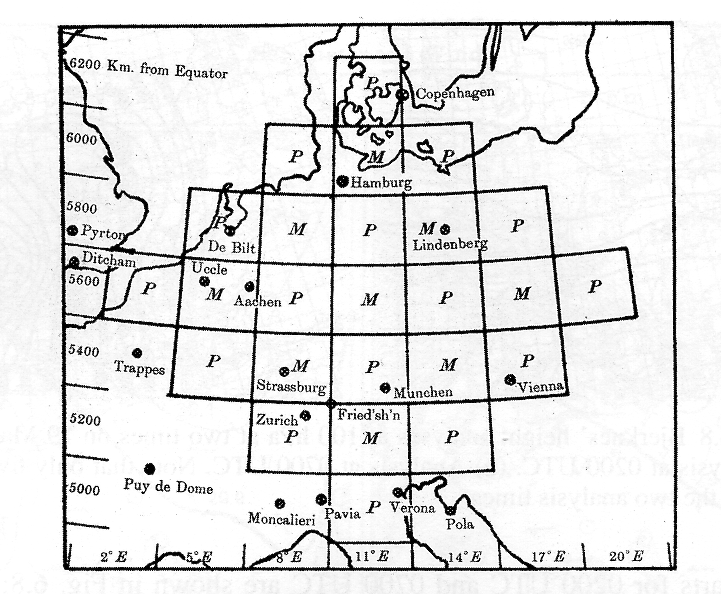 6200 Km. from Equator
P
Copenhagen
6000
P M P
Hamburg
5800
Pyrton
P M P M P
De Bilt
Lindenberg
Ditcham
Uccle
5600
P M P M P M P
Aachen
5400
Trappes
P M P M P
Strassburg
Munchen
Vienna
Zurich
Fried'sh'n
5200
P M P
Puy de Dome
5000
Moncalieri Pavia P Verona Pola
2°E 5°E 8°E 11°E 14°E 17°E 20°E